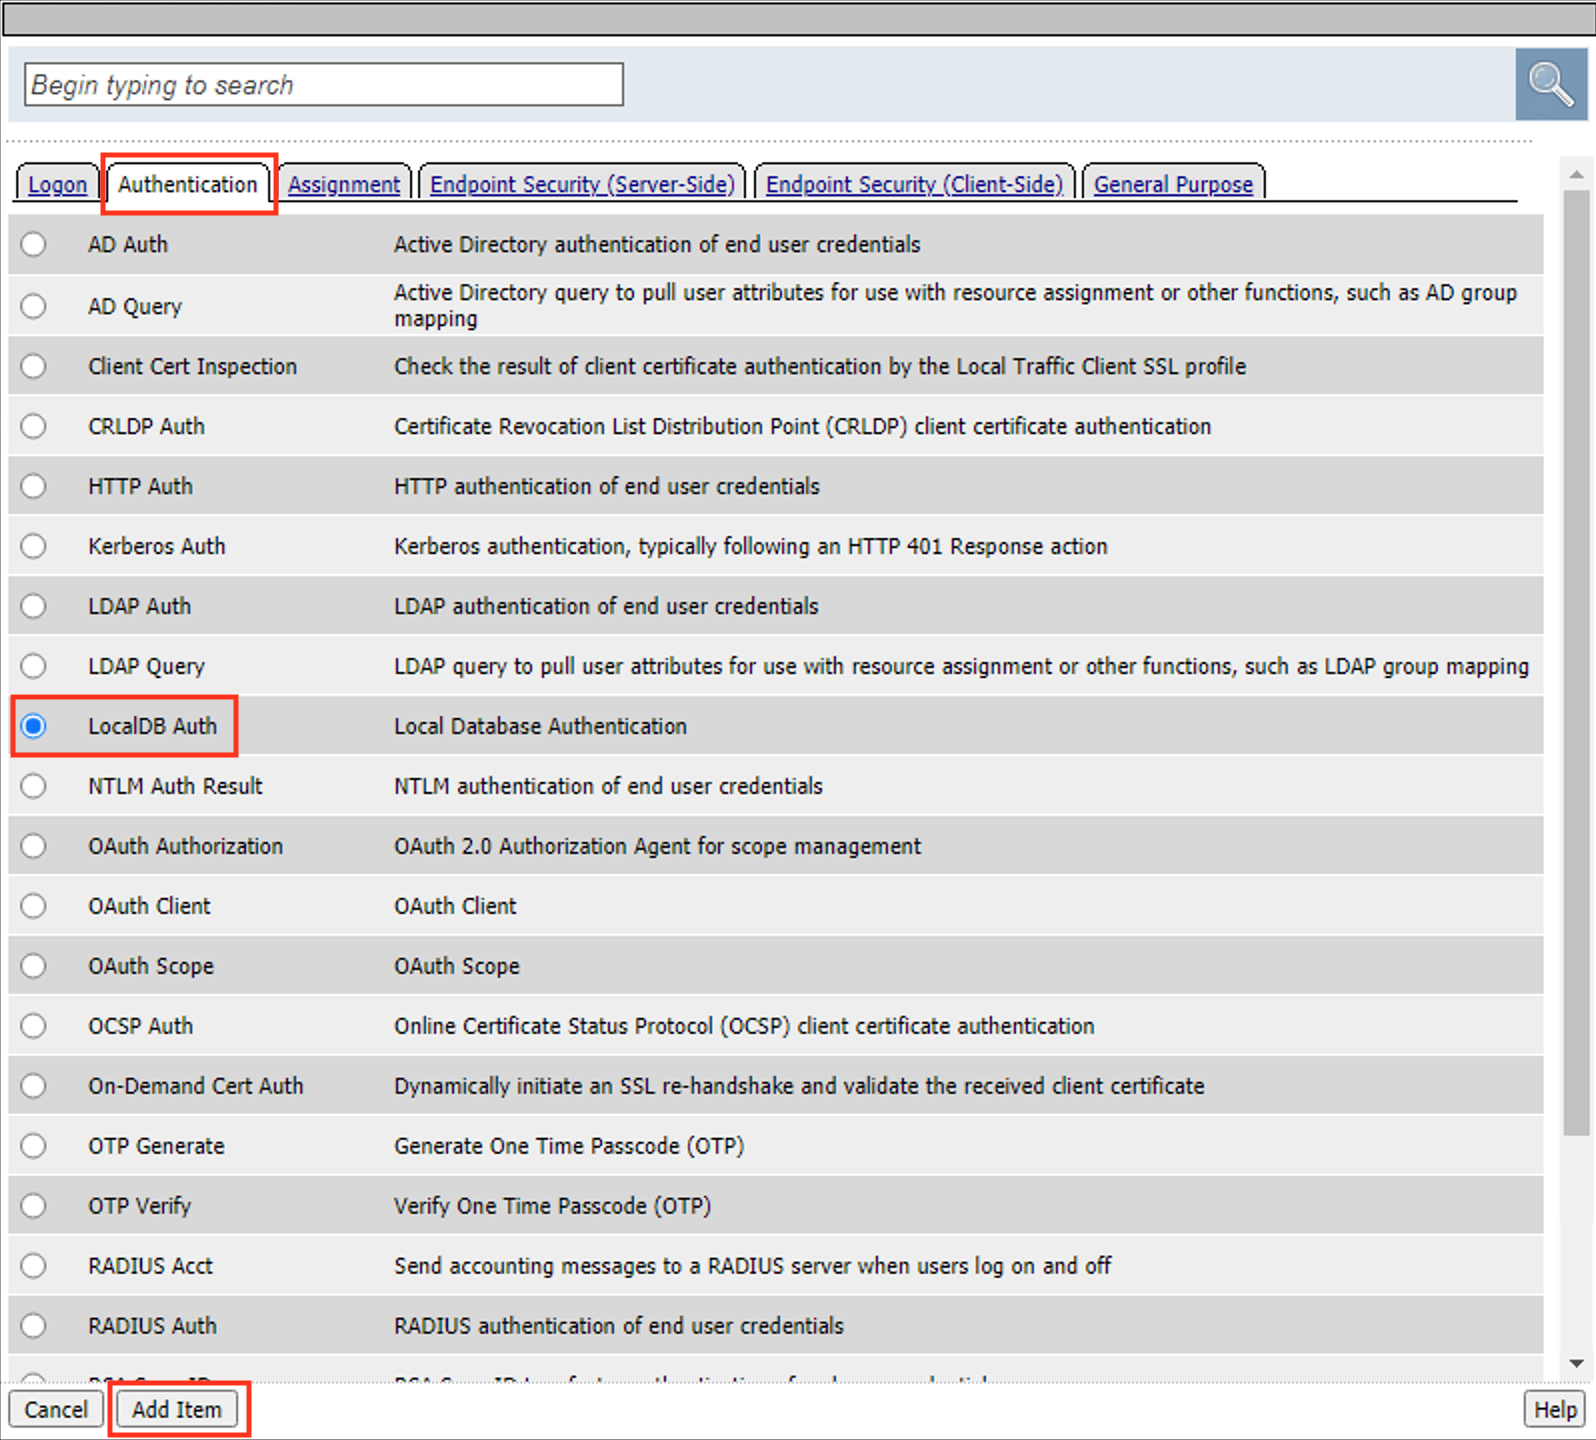 Begin typing to search
Logon Authentication Assignment Endpoint Security (Server-Side) Endpoint Security (Client-Side) General Purpose
AD Auth Active Directory authentication of end user credentials
AD Query Active Directory query to pull user attributes for use with resource assignment or other functions, such as AD group
mapping
Client Cert Inspection Check the result of client certificate authentication by the Local Traffic Client SSL profile
CRLDP Auth Certificate Revocation List Distribution Point (CRLDP) client certificate authentication
HTTP Auth HTTP authentication of end user credentials
Kerberos Auth Kerberos authentication, typically following an HTTP 401 Response action
LDAP Auth LDAP authentication of end user credentials
LDAP Query LDAP query to pull user attributes for use with resource assignment or other functions, such as LDAP group mapping
LocalDB Auth Local Database Authentication
NTLM Auth Result NTLM authentication of end user credentials
OAuth Authorization OAuth 2.0 Authorization Agent for scope management
OAuth Client OAuth Client
OAuth Scope OAuth Scope
OCSP Auth Online Certificate Status Protocol (OCSP) client certificate authentication
On-Demand Cert Auth Dynamically initiate an SSL re-handshake and validate the received client certificate
OTP Generate Generate One Time Passcode (OTP)
OTP Verify Verify One Time Passcode (OTP)
RADIUS Acct Send accounting messages to a RADIUS server when users log on and off
RADIUS Auth RADIUS authentication of end user credentials
Cancel Add Item Help